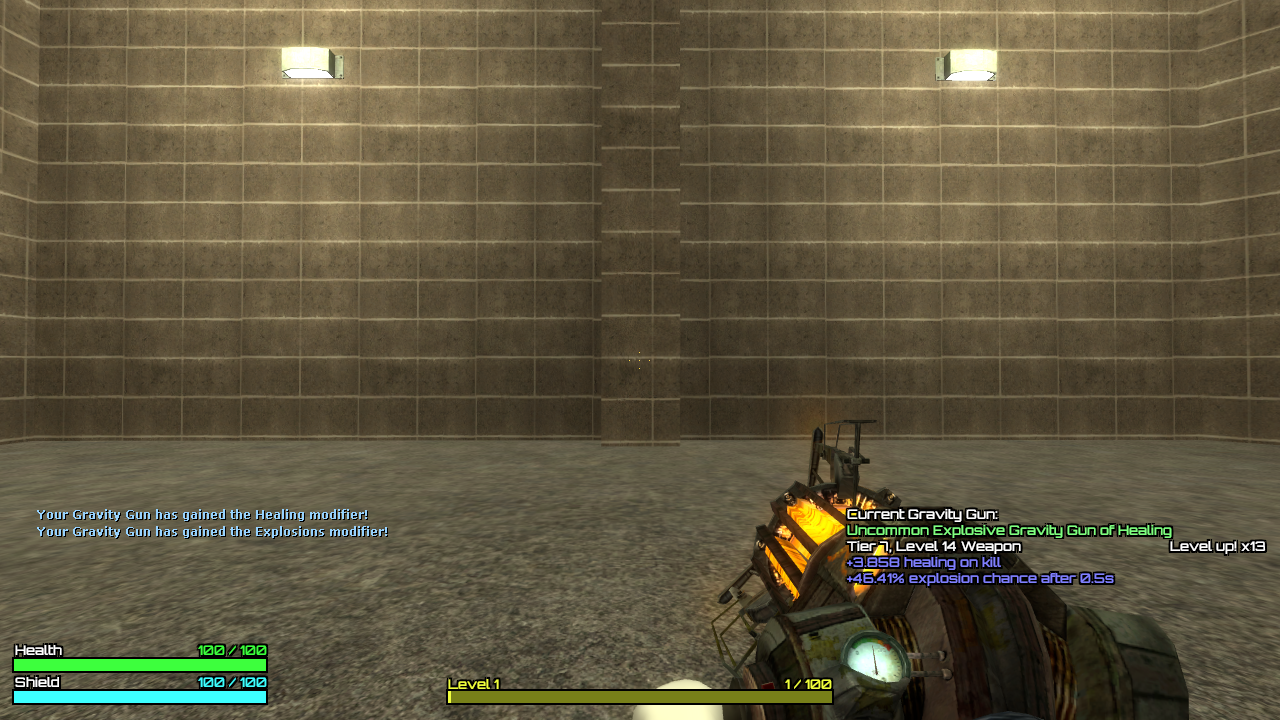 Your Gravity Gun has gained the Healing modifier!
Your Gravity Gun has gained the Explosions modifier!
Current Gravity Gun:
Uncommon Explosive Gravity Gun of Healing
Tier 7, Level 14 Weapon
Level up! x13
+3.858 healing on kill
+46.41% explosion chance after 0.5s
Health 100 / 100
Shield 100 / 100
Level 1 1 / 100